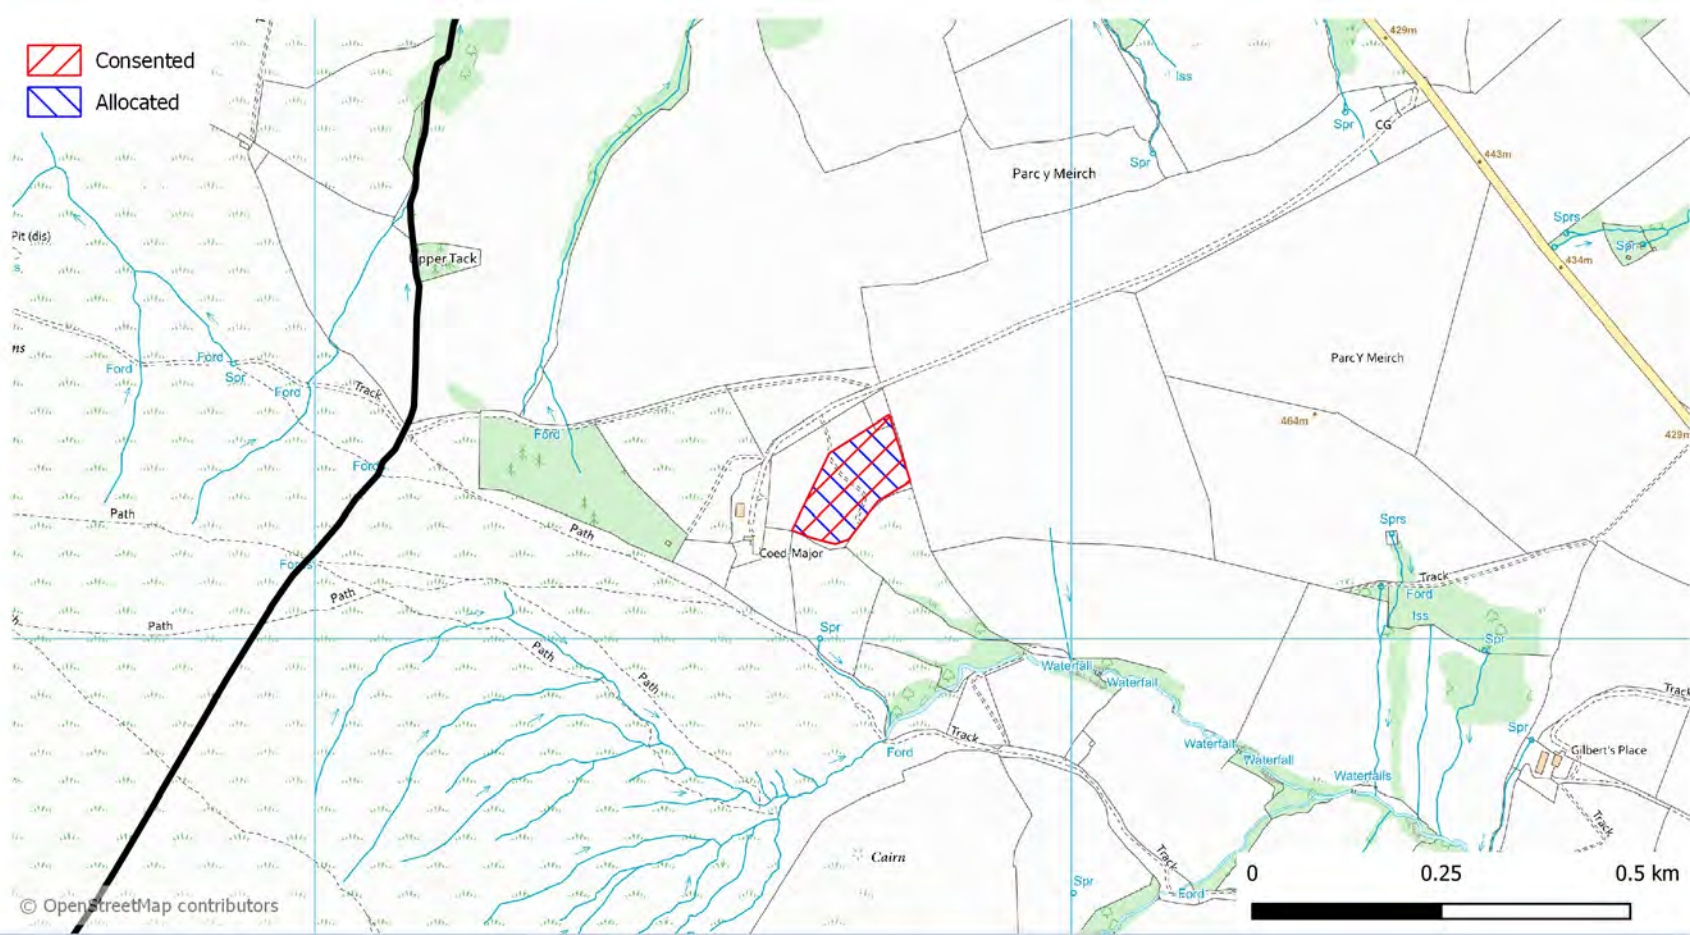 Consented
Allocated
429m
Iss
Spr
CG
Spr
443m
Parc y Meirch
Sprs
Spr
434m
Pit (dis)
s
Upper Tack
ns
Ford
Ford
Spr
Ford
Track
ParcY Meirch
464m
429m
Ford
Ford
Path
Path
Coed-Major
Sprs
Track
Ford
Iss
Fords
Path
Path
Spr
Spr
Path
Path
Waterfall
Waterfall
Track
Ford
Track
Waterfall
Waterfall
Waterfalls
Spr
Gilbert's Place
Track
Cairn
Track
Spr
Ford
0 0.25 0.5 km
© OpenStreetMap contributors